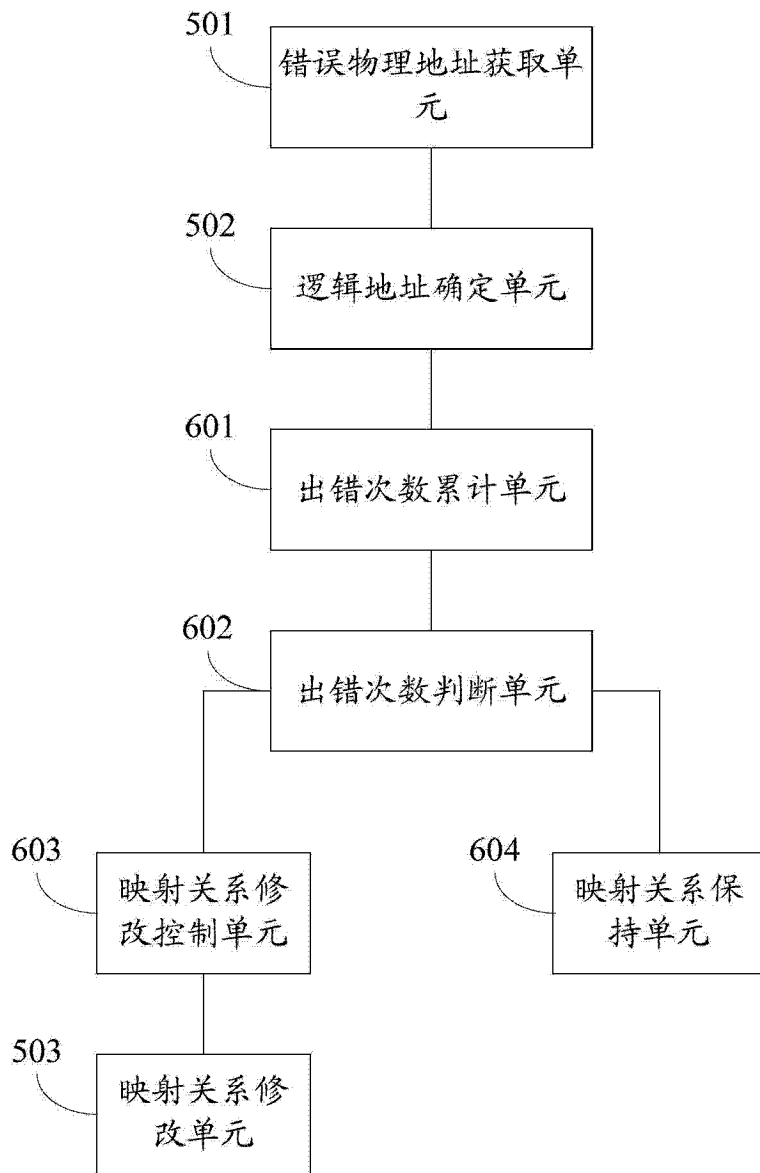 501
错误物理地址获取单
元
502
逻辑地址确定单元
601
出错次数累计单元
602
出错次数判断单元
603
映射关系修
改控制单元
604
映射关系保
持单元
503
映射关系修
改单元